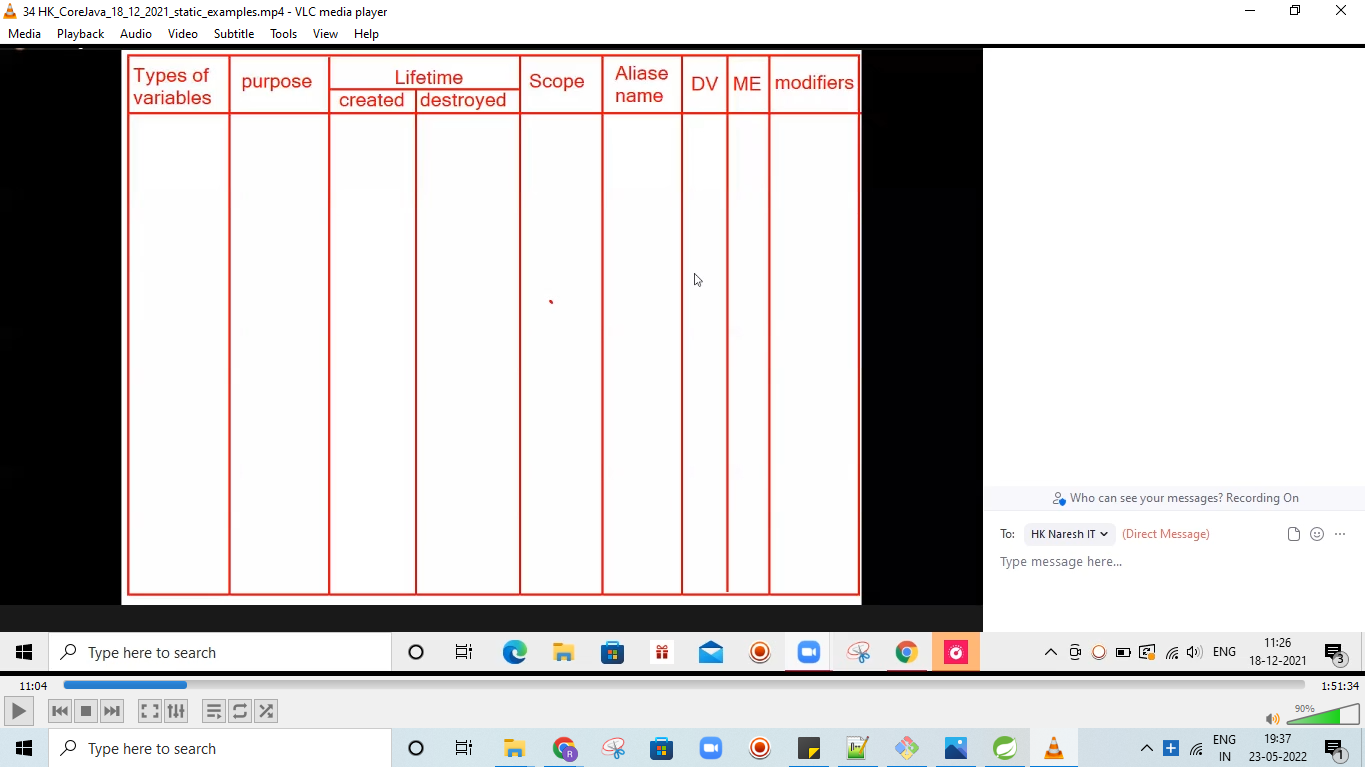 34 HK_CoreJava_18_12_2021_static_examples.mp4 - VLC media player
Media Playback Audio Video Subtitle Tools View Help
Types of variables
purpose
Lifetime
created
destroyed
Scope
Aliase name
DV
ME
modifiers
Who can see your messages? Recording On
To: HK Naresh IT (Direct Message)
Type message here...
Type here to search
ENG
11:26
18-12-2021
3
11:04
1:51:34
90%
Type here to search
ENG
IN
19:37
23-05-2022
1